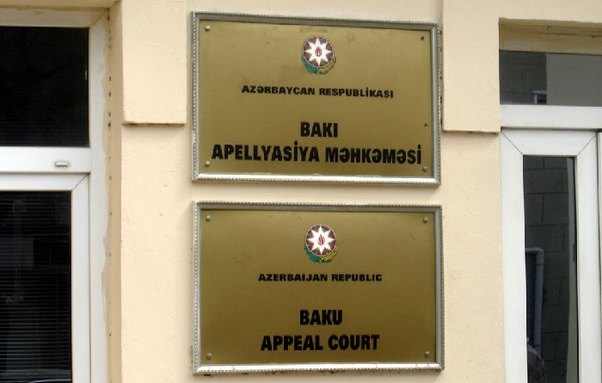 AZƏRBAYCAN RESPUBLİKASI
BAKI
APELLYASİYA MƏHKƏMƏSİ
AZERBAIJAN REPUBLIC
BAKU
APPEAL COURT